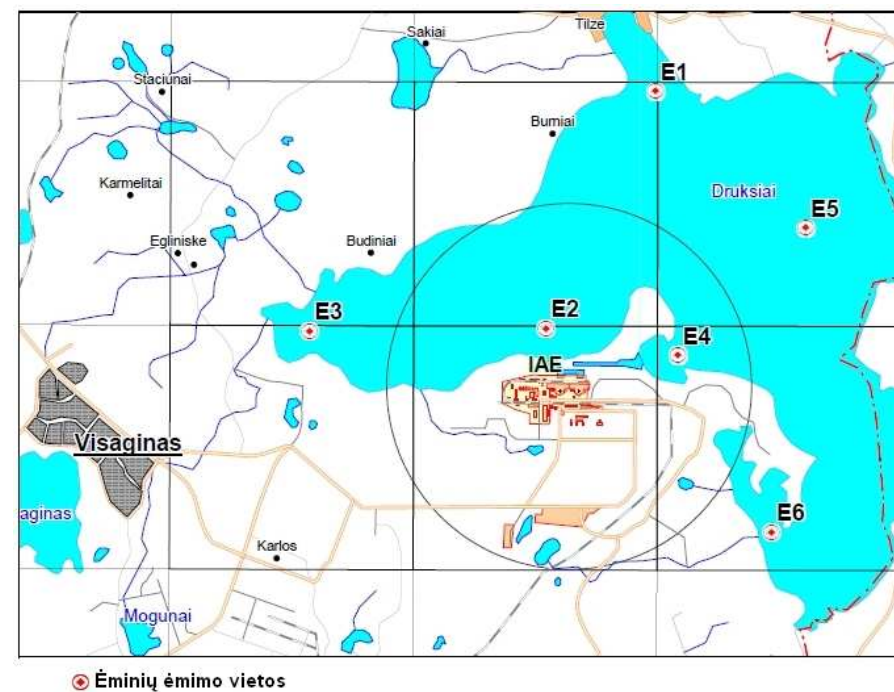 Sakiai
Tilze
Staciunai
E1
Burniai
Karmelitai
Druksiai
E5
Egliniske
Budiniai
E3
E2
E4
IAE
Visaginas
aginas
E6
Karlos
Mogunai
Ėminių ėmimo vietos